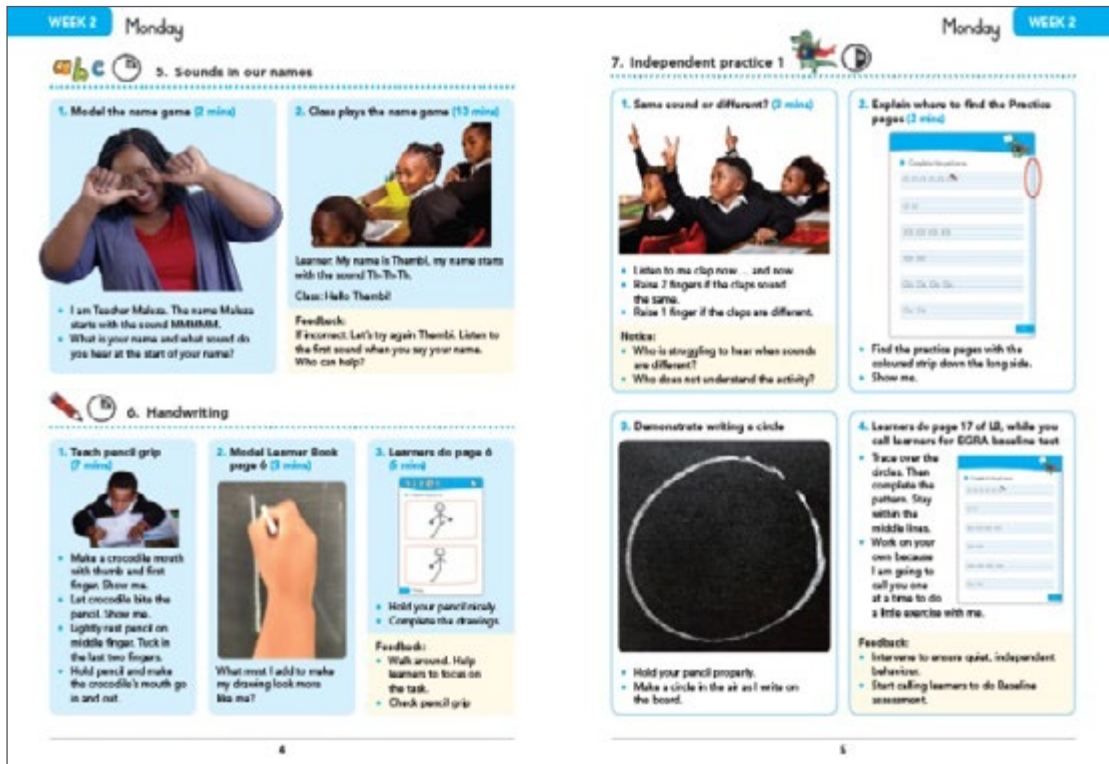 WEEK 2 Monday
abc 5. Sounds in our names
1. Model the name game (2 mins)
• I am Teacher Maluza. The name Maluza
starts with the sound MMMMM.
• What is your name and what sound do
you hear at the start of your name?
2. Class plays the name game (13 mins)
Learner: My name is Thembi, my name starts
with the sound Th-Th-Th.
Class: Hello Thembi!
Feedback:
If incorrect: Let's try again Thembi. Listen to
the first sound when you say your name.
Who can help?
6. Handwriting
1. Teach pencil grip
(7 mins)
• Make a crocodile mouth
with thumb and first
finger. Show me.
• Let crocodile bite the
pencil. Show me.
• Lightly rest pencil on
middle finger. Tuck in
the last two fingers.
• Hold pencil and make
the crocodile's mouth go
in and out.
2. Model Learner Book
page 6 (3 mins)
What must I add to make
my drawing look more
like me?
3. Learners do page 6
(5 mins)
• Hold your pencil nicely.
• Complete the drawings
Feedback:
• Walk around. Help
learners to focus on
the task.
• Check pencil grip
4
Monday WEEK 2
7. Independent practice 1
1. Same sound or different? (3 mins)
• Listen to me clap now ... and now
• Raise 2 fingers if the claps sound
the same.
• Raise 1 finger if the claps are different.
Notice:
• Who is struggling to hear when sounds
are different?
• Who does not understand the activity?
2. Explain where to find the Practice
pages (2 mins)
• Find the practice pages with the
coloured strip down the long side.
• Show me.
3. Demonstrate writing a circle
• Hold your pencil properly.
• Make a circle in the air as I write on
the board.
4. Learners do page 17 of LB, while you
call learners for EGRA baseline test
• Trace over the
circles. Then
complete the
pattern. Stay
within the
middle lines.
• Work on your
own because
I am going to
call you one
at a time to do
a little exercise with me.
Feedback:
• Intervene to ensure quiet, independent
behaviour.
• Start calling learners to do Baseline
assessment.
5